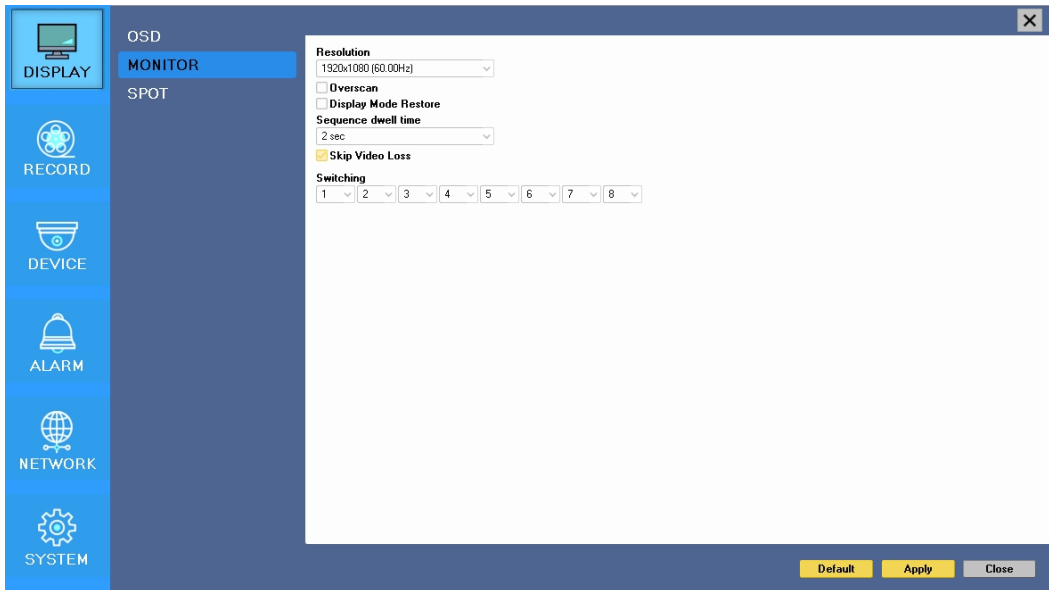 DISPLAY
RECORD
DEVICE
ALARM
NETWORK
SYSTEM
OSD
MONITOR
SPOT
Resolution
1920x1080 (60.00Hz)
Overscan
Display Mode Restore
Sequence dwell time
2 sec
Skip Video Loss
Switching
1 2 3 4 5 6 7 8
Default Apply Close